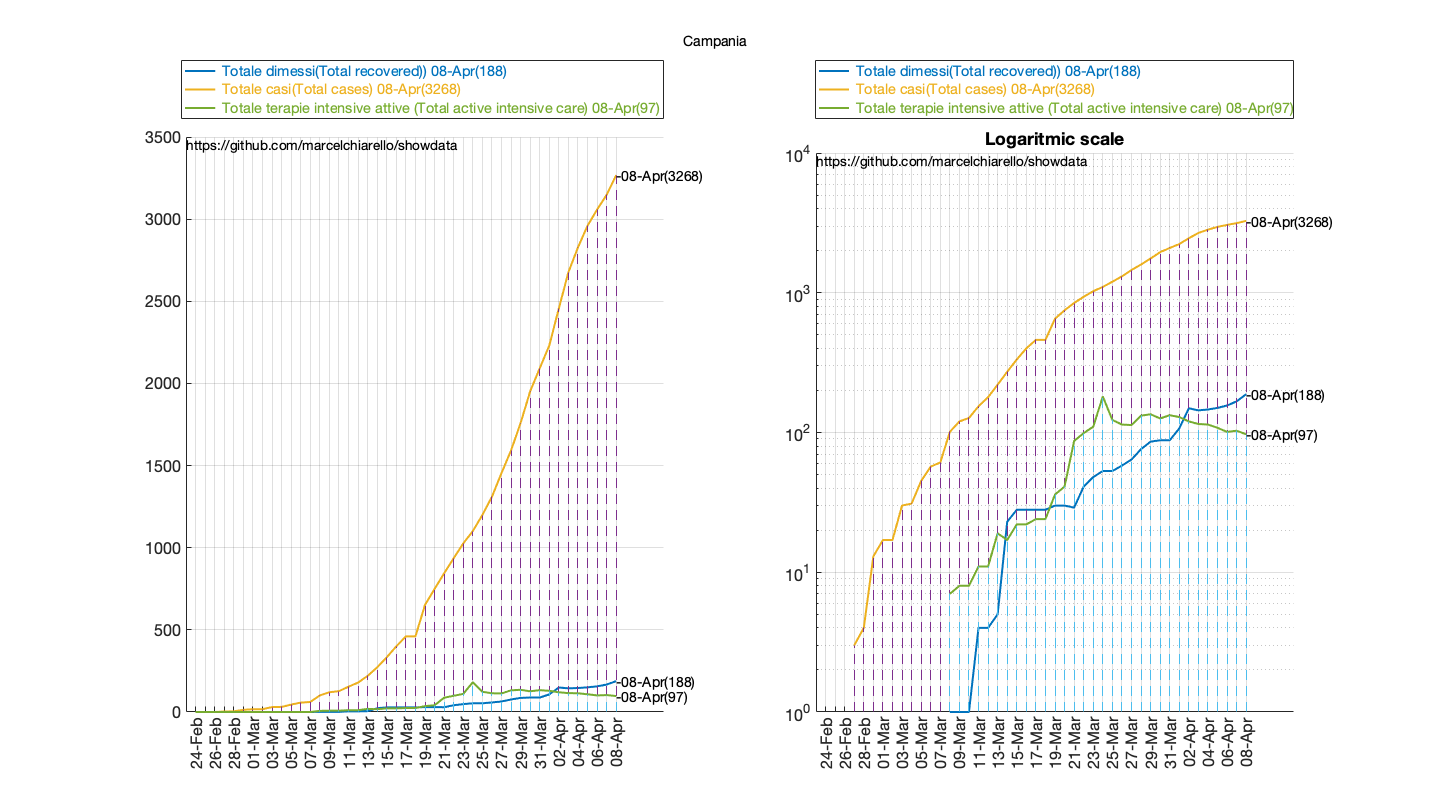 Campania
Totale dimessi(Total recovered)) 08-Apr(188)
Totale casi(Total cases) 08-Apr(3268)
Totale terapie intensive attive (Total active intensive care) 08-Apr(97)
https://github.com/marcelchiarello/showdata
3500
3000
2500
2000
1500
1000
500
0
08-Apr(3268)
08-Apr(188)
08-Apr(97)
24-Feb
26-Feb
28-Feb
01-Mar
03-Mar
05-Mar
07-Mar
09-Mar
11-Mar
13-Mar
15-Mar
17-Mar
19-Mar
21-Mar
23-Mar
25-Mar
27-Mar
29-Mar
31-Mar
02-Apr
04-Apr
06-Apr
08-Apr
Totale dimessi(Total recovered)) 08-Apr(188)
Totale casi(Total cases) 08-Apr(3268)
Totale terapie intensive attive (Total active intensive care) 08-Apr(97)
Logaritmic scale
https://github.com/marcelchiarello/showdata
10^4
10^3
10^2
10^1
10^0
08-Apr(3268)
08-Apr(188)
08-Apr(97)
24-Feb
26-Feb
28-Feb
01-Mar
03-Mar
05-Mar
07-Mar
09-Mar
11-Mar
13-Mar
15-Mar
17-Mar
19-Mar
21-Mar
23-Mar
25-Mar
27-Mar
29-Mar
31-Mar
02-Apr
04-Apr
06-Apr
08-Apr